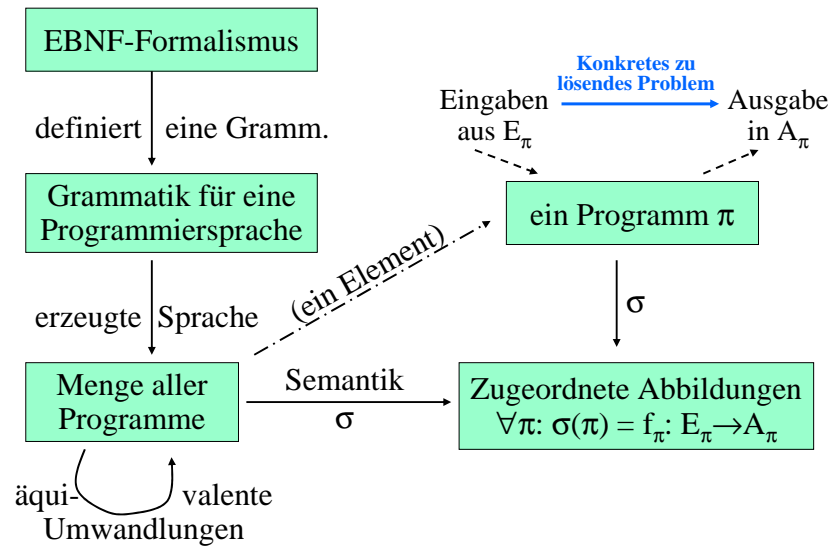 EBNF-Formalismus
definiert eine Gramm.
Grammatik für eine
Programmiersprache
erzeugte Sprache
Menge aller
Programme
äqui- valente
Umwandlungen
(ein Element)
Semantik
σ
Konkretes zu
lösendes Problem
Eingaben
aus E_π
Ausgabe
in A_π
ein Programm π
σ
Zugeordnete Abbildungen
∀π: σ(π) = f_π: E_π→A_π